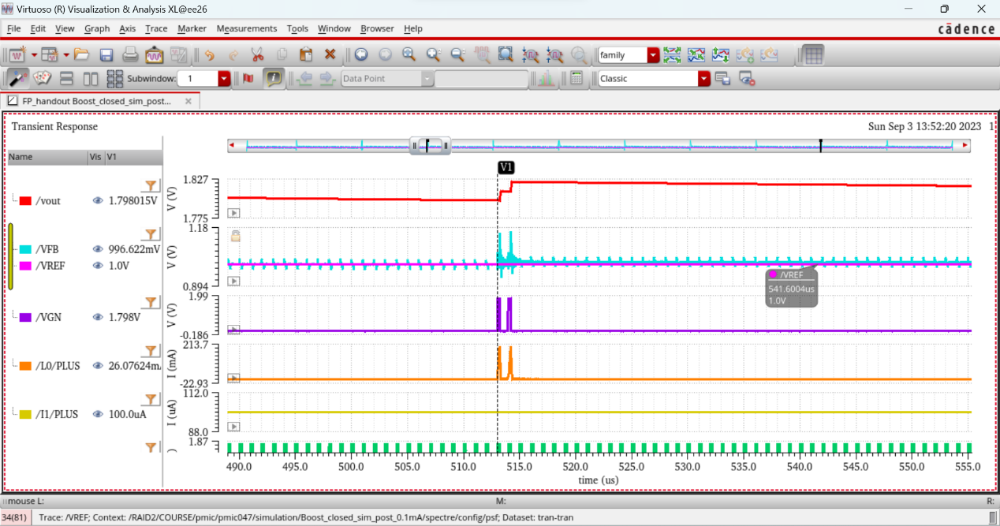 Virtuoso (R) Visualization & Analysis XL@ee26
File Edit View Graph Axis Trace Marker Measurements Tools Window Browser Help
cādence
family
Subwindow: 1
Data Point
Classic
FP_handout Boost_closed_sim_post...
Transient Response
Sun Sep 3 13:52:20 2023 1
Name Vis V1
V1
/vout 1.798015V
V (V)
1.827
1.775
/VFB 996.622mV
/VREF 1.0V
V (V)
1.18
0.894
/VREF
541.6004us
1.0V
/VGN 1.798V
V (V)
1.99
-0.186
/L0/PLUS 26.07624m
I (mA)
213.7
-22.93
/I1/PLUS 100.0uA
I (uA)
112.0
88.0
1.87
)
490.0 495.0 500.0 505.0 510.0 515.0 520.0 525.0 530.0 535.0 540.0 545.0 550.0 555.0
time (us)
mouse L: M: R:
34(81) Trace: /VREF; Context: /RAID2/COURSE/pmic/pmic047/simulation/Boost_closed_sim_post_0.1mA/spectre/config/psf; Dataset: tran-tran